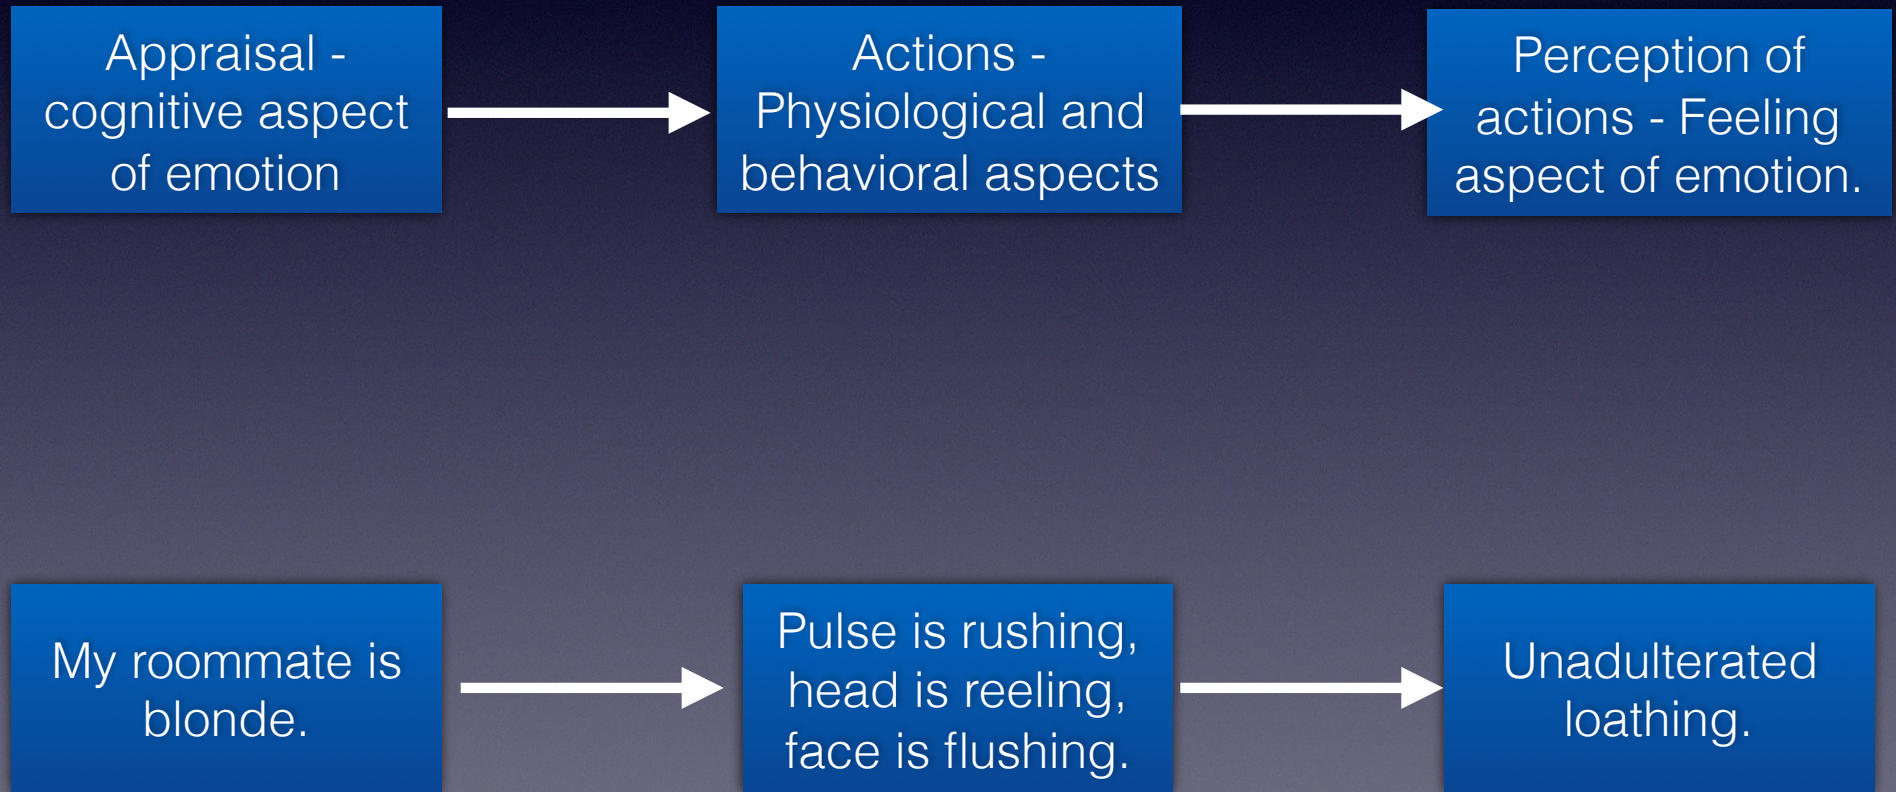 Appraisal -
cognitive aspect
of emotion
Actions -
Physiological and
behavioral aspects
Perception of
actions - Feeling
aspect of emotion.
My roommate is
blonde.
Pulse is rushing,
head is reeling,
face is flushing.
Unadulterated
loathing.